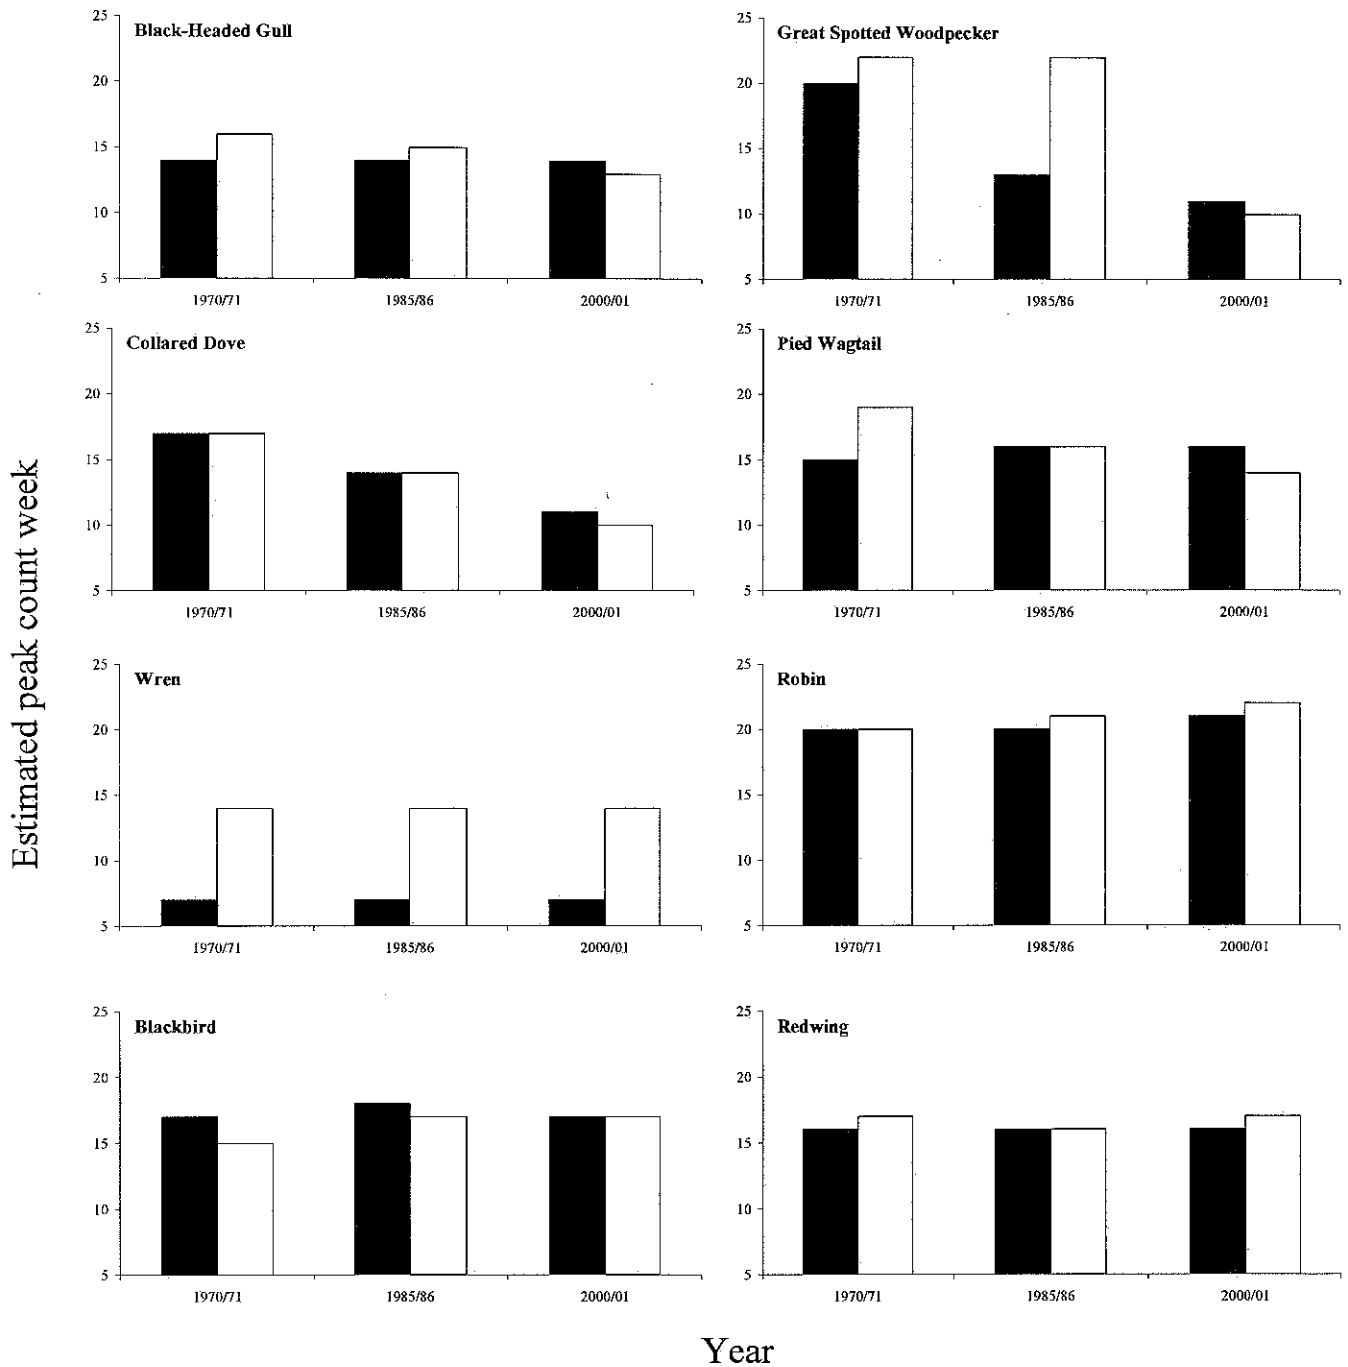 Estimated peak count week
Black-Headed Gull
25
20
15
10
5
1970/71 1985/86 2000/01
Great Spotted Woodpecker
25
20
15
10
5
1970/71 1985/86 2000/01
Collared Dove
25
20
15
10
5
1970/71 1985/86 2000/01
Pied Wagtail
25
20
15
10
5
1970/71 1985/86 2000/01
Wren
25
20
15
10
5
1970/71 1985/86 2000/01
Robin
25
20
15
10
5
1970/71 1985/86 2000/01
Blackbird
25
20
15
10
5
1970/71 1985/86 2000/01
Redwing
25
20
15
10
5
1970/71 1985/86 2000/01
Year